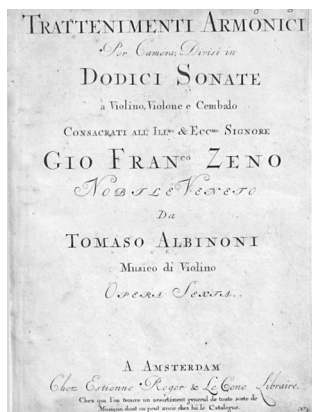 TRATTENIMENTI ARMONICI
Per Camera, Divisi in
DODICI SONATE
à Violino, Violone e Cembalo
CONSACRATI ALL' ILL.mo & ECC.mo SIGNORE
GIO FRAN.co ZENO
NOBILE VENETO
Da
TOMASO ALBINONI
Musico di Violino
OPERA SEXTA.
A AMSTERDAM
Chez Estienne Roger & Le Cene Libraire.
Chez qui l'on trouve un assortiment general de toute sorte de
Musique dont on peut avoir chez lui le Catalogue.